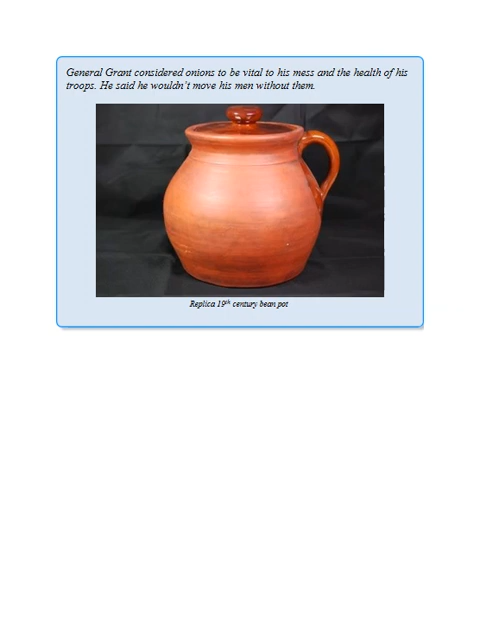 General Grant considered onions to be vital to his mess and the health of his
troops. He said he wouldn't move his men without them.
Replica 19th century bean pot